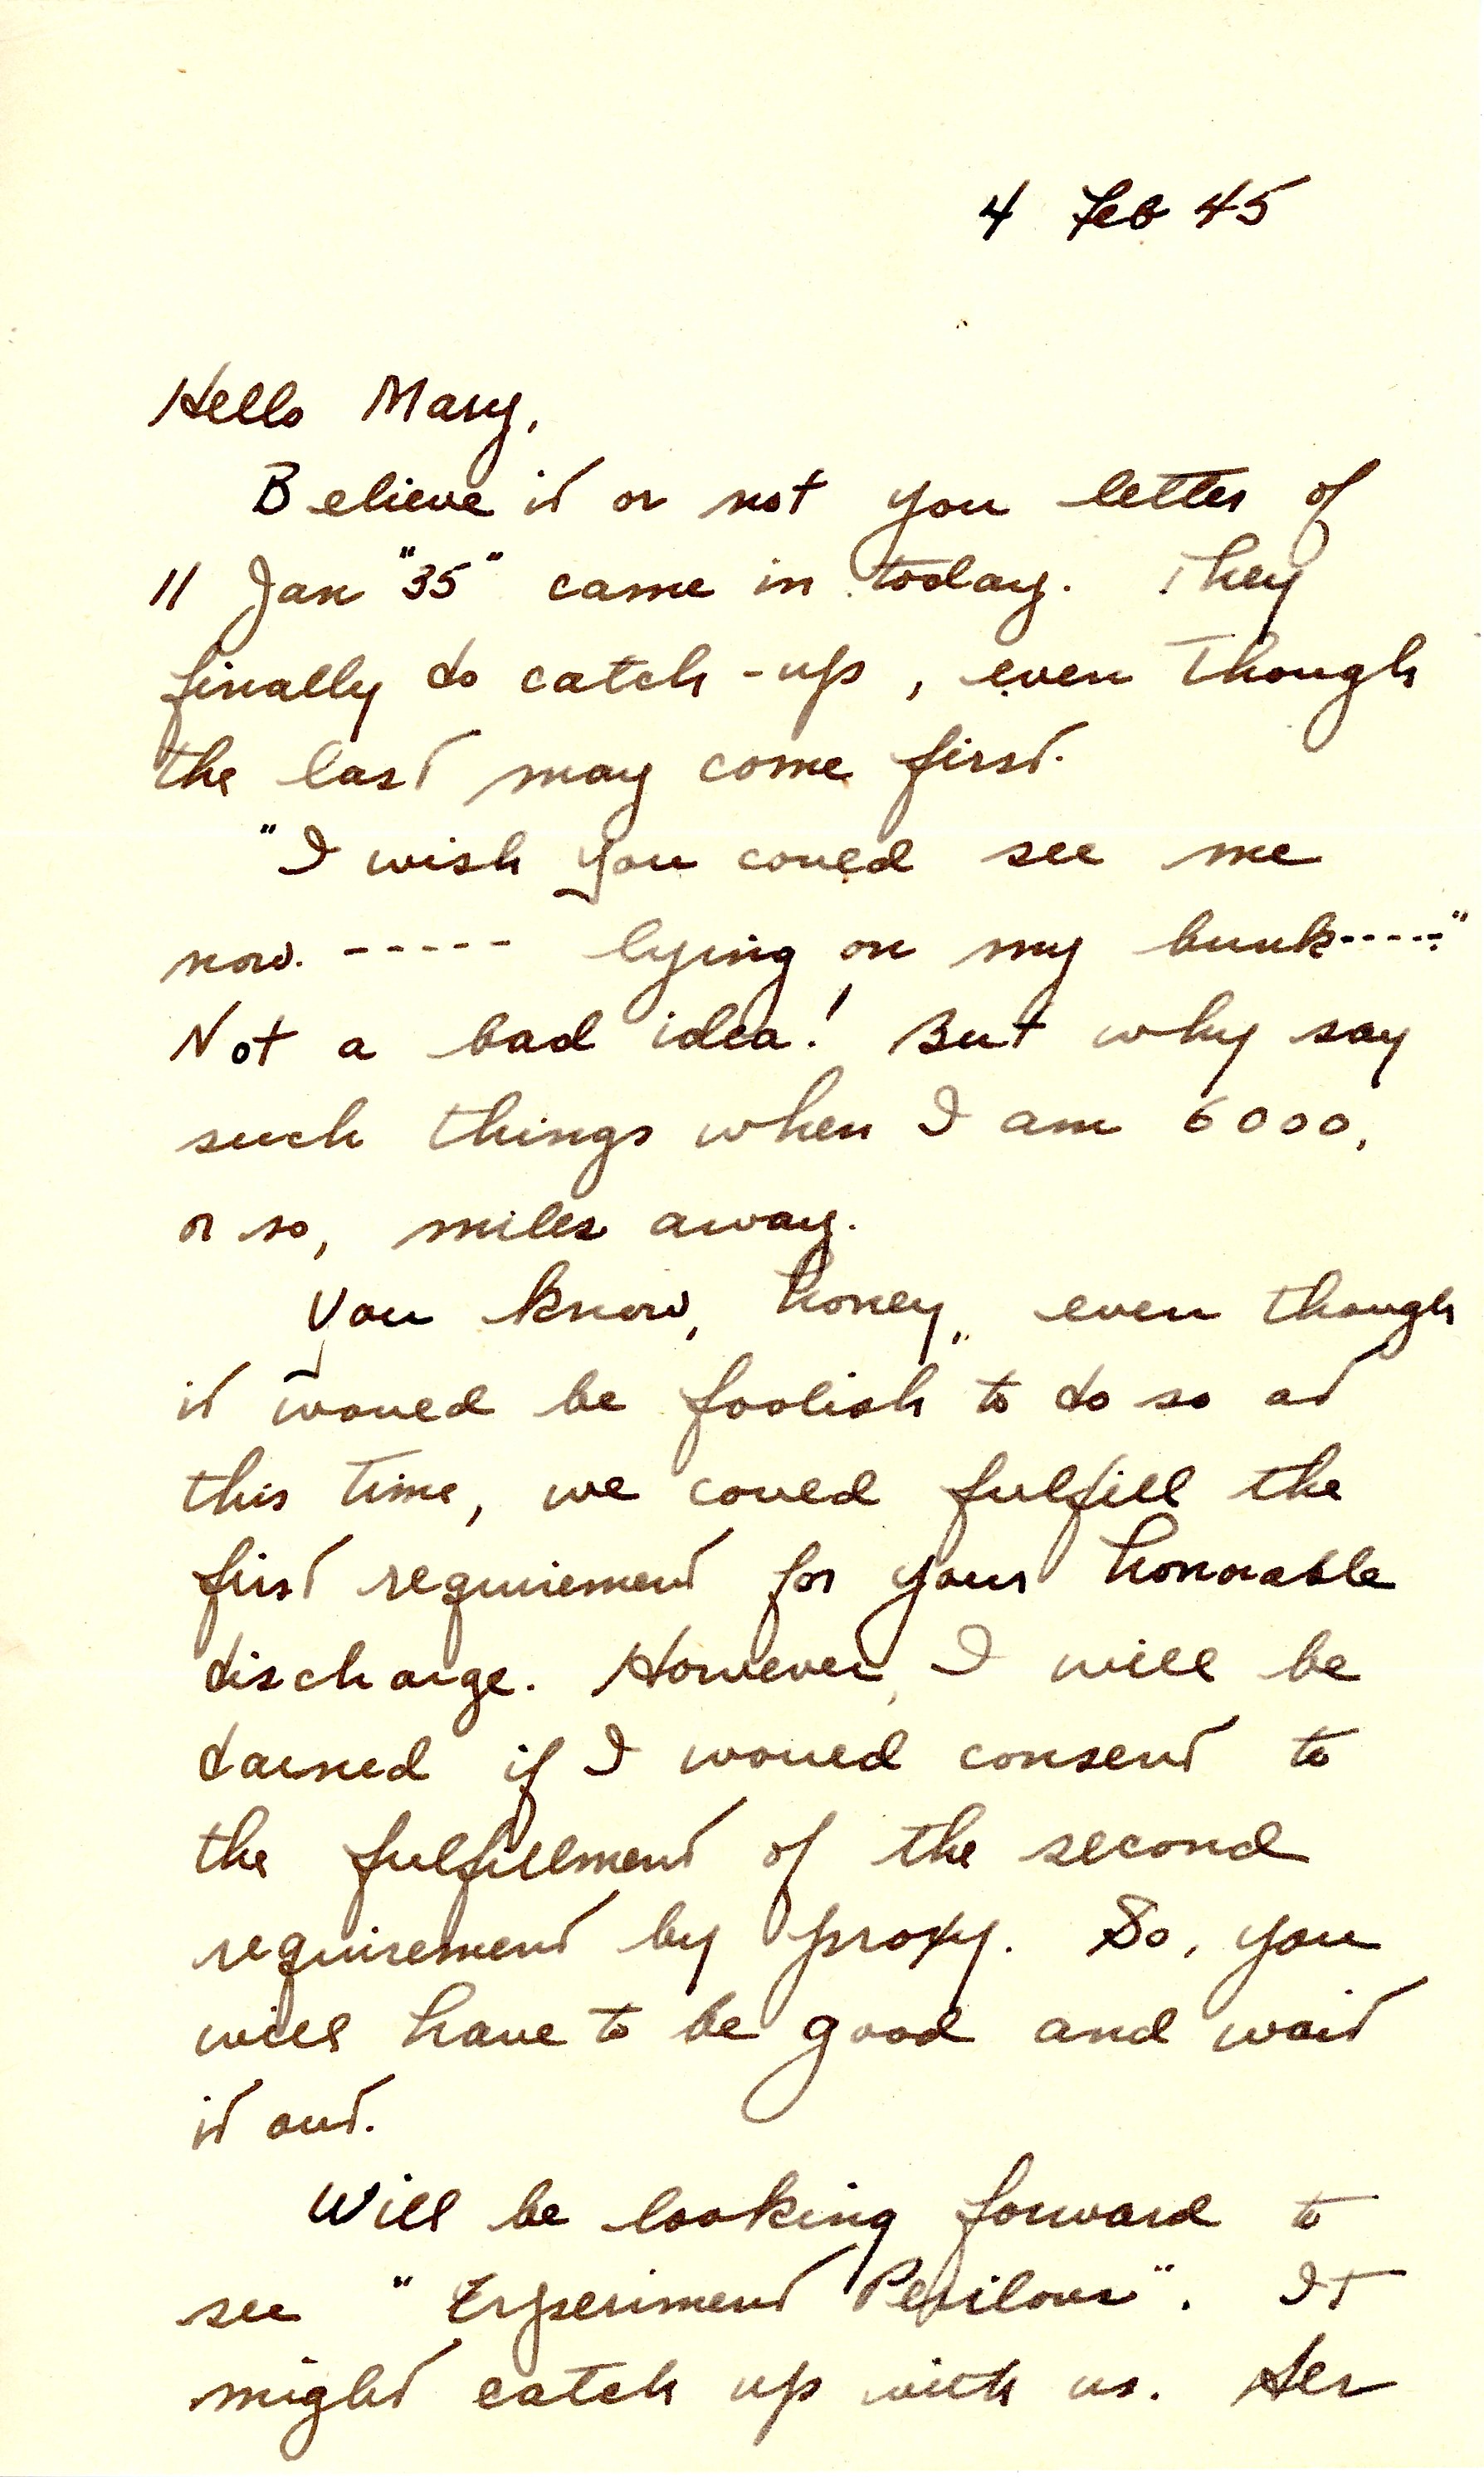 4 Feb 45
Hello Mary,
Believe it or not you letter of
11 Jan "35" came in today. They
finally do catch-up, even though
the last may come first.
"I wish you could see me
now. ----- lying on my bunk-----."
Not a bad idea! But why say
such things when I am 6000,
or so, miles away.
You know, "honey," even though
it would be foolish to do so at
this time, we could fulfill the
first requirement for your honorable
discharge. However, I will be
darned if I would consent to
the fulfillment of the second
requirement by proxy. So, you
will have to be good and wait
it out.
Will be looking forward to
see "Experiment Perilous". It
might catch up with us. Her